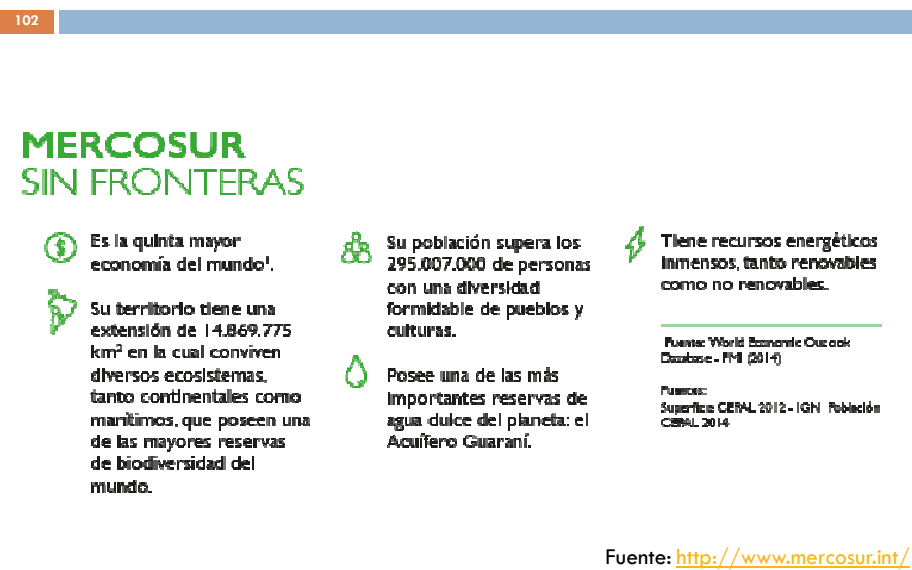 102
MERCOSUR
SIN FRONTERAS
Es la quinta mayor
economía del mundo¹.
Su territorio tiene una
extensión de 14.869.775
km² en la cual conviven
diversos ecosistemas,
tanto continentales como
marítimos, que poseen una
de las mayores reservas
de biodiversidad del
mundo.
Su población supera los
295.007.000 de personas
con una diversidad
formidable de pueblos y
culturas.
Posee una de las más
importantes reservas de
agua dulce del planeta: el
Acuífero Guaraní.
Tiene recursos energéticos
inmensos, tanto renovables
como no renovables.
Fuente: World Economic Outlook
Database - FMI (2014)
Fuentes:
Superficie: CEPAL 2012 - IGN Población
CEPAL 2014
Fuente: http://www.mercosur.int/